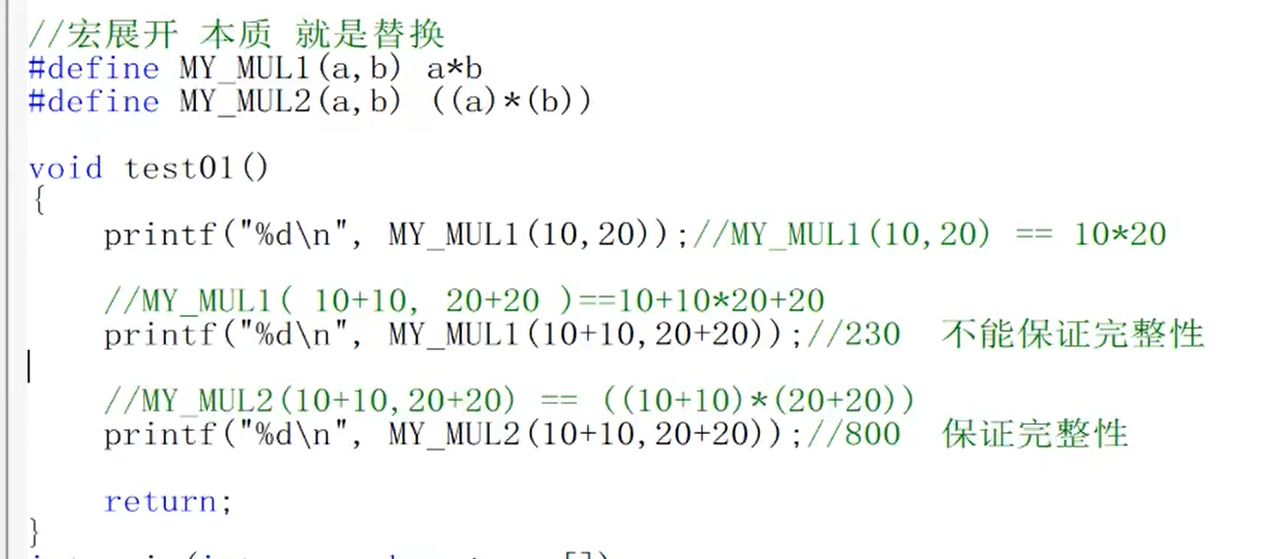 //宏展开 本质 就是替换
#define MY_MUL1(a,b) a*b
#define MY_MUL2(a,b) ((a)*(b))
void test01()
{
printf("%d\n", MY_MUL1(10,20));//MY_MUL1(10,20) == 10*20
//MY_MUL1( 10+10, 20+20 )==10+10*20+20
printf("%d\n", MY_MUL1(10+10,20+20));//230 不能保证完整性
//MY_MUL2(10+10,20+20) == ((10+10)*(20+20))
printf("%d\n", MY_MUL2(10+10,20+20));//800 保证完整性
return;
}